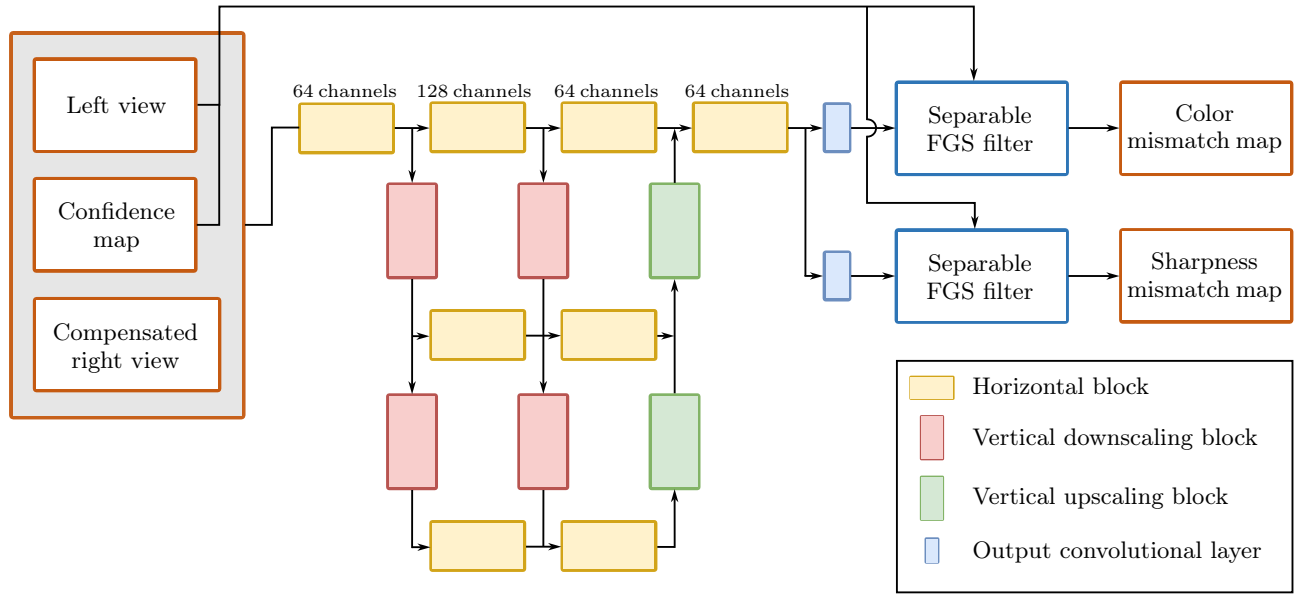 Left view
Confidence
map
Compensated
right view
64 channels
128 channels
64 channels
64 channels
Separable
FGS filter
Color
mismatch map
Separable
FGS filter
Sharpness
mismatch map
Horizontal block
Vertical downscaling block
Vertical upscaling block
Output convolutional layer